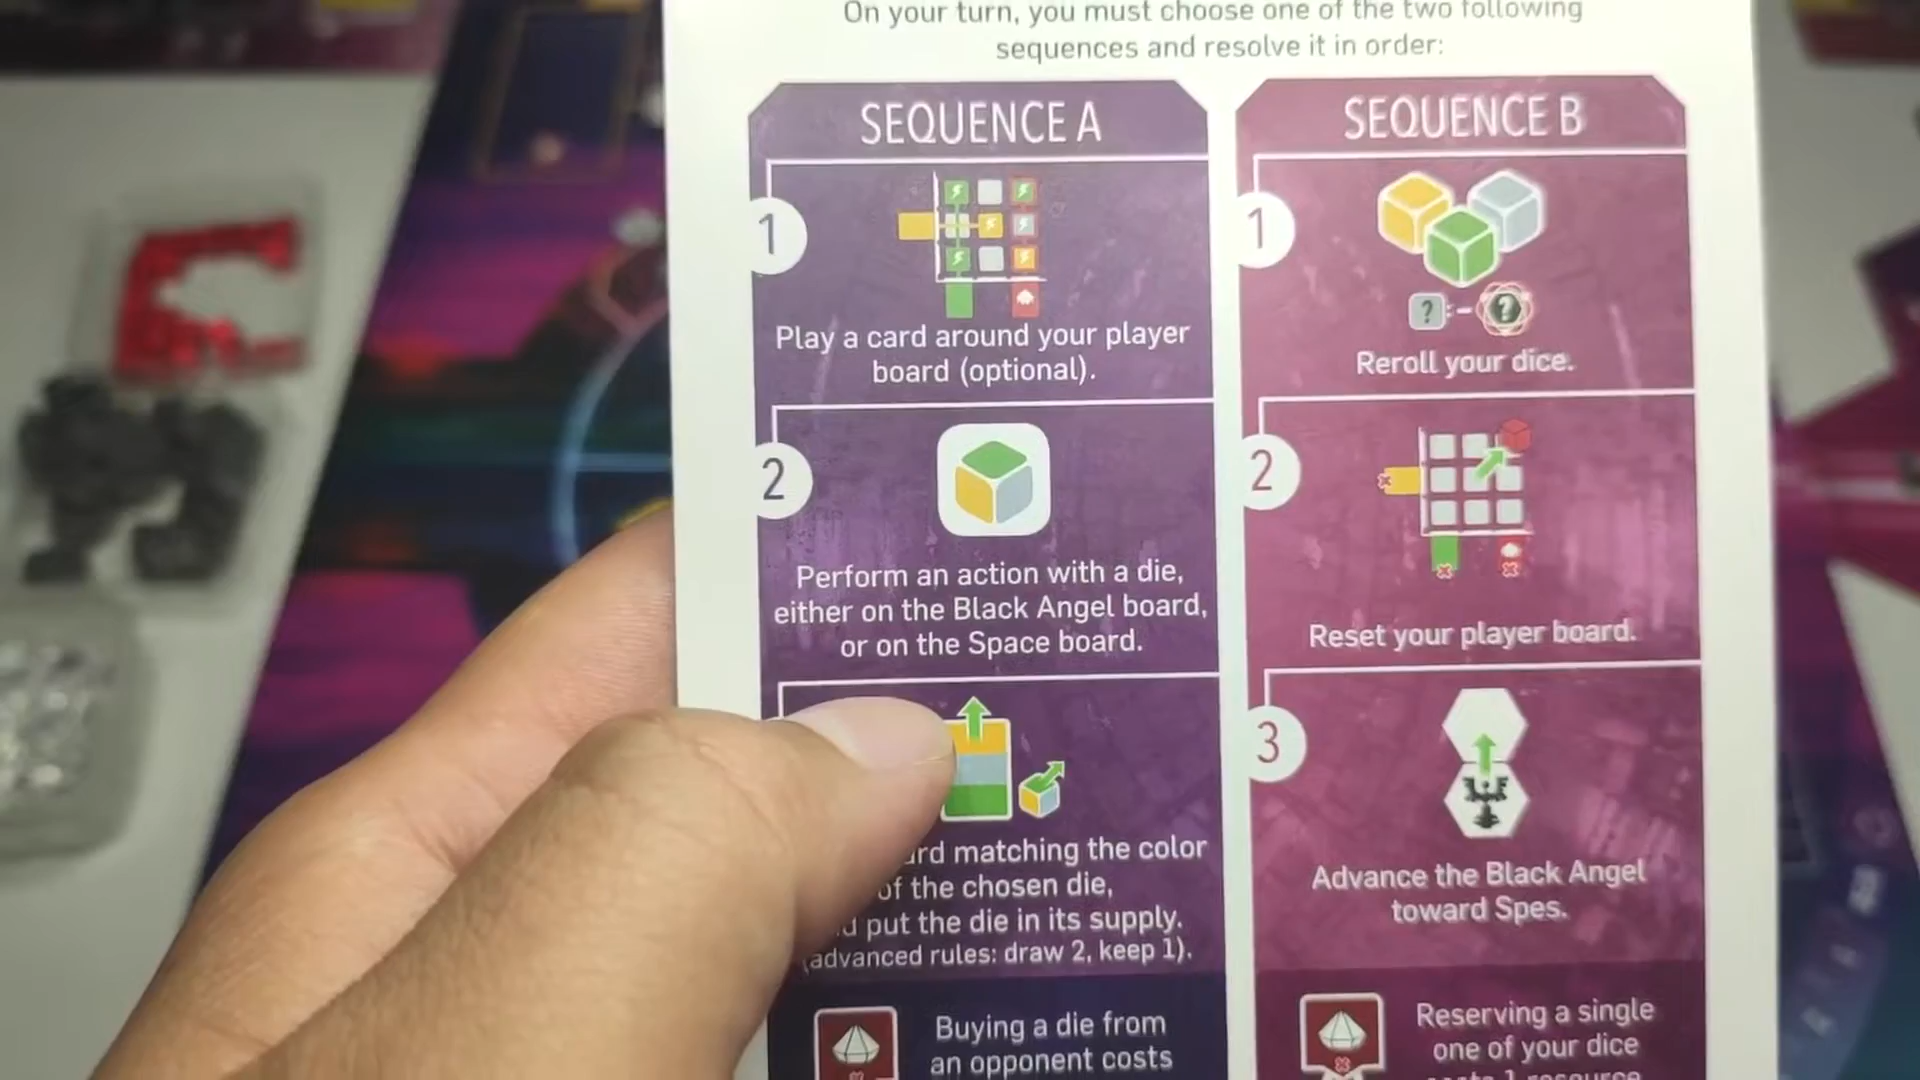 On your turn, you must choose one of the two following
sequences and resolve it in order:
SEQUENCE A
1
Play a card around your player
board (optional).
2
Perform an action with a die,
either on the Black Angel board,
or on the Space board.
matching the color
of the chosen die,
put the die in its supply.
(advanced rules: draw 2, keep 1).
Buying a die from
an opponent costs
SEQUENCE B
1
? : - ?
Reroll your dice.
2
Reset your player board.
3
Advance the Black Angel
toward Spes.
Reserving a single
one of your dice
costs 1 resource